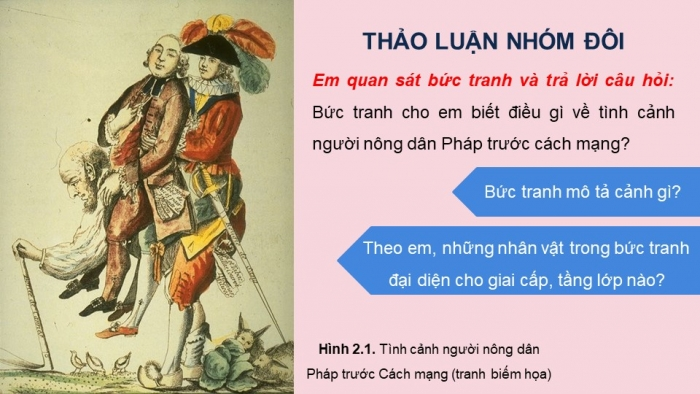 THẢO LUẬN NHÓM ĐÔI
Em quan sát bức tranh và trả lời câu hỏi:
Bức tranh cho em biết điều gì về tình cảnh
người nông dân Pháp trước cách mạng?
Bức tranh mô tả cảnh gì?
Theo em, những nhân vật trong bức tranh
đại diện cho giai cấp, tầng lớp nào?
Hình 2.1. Tình cảnh người nông dân
Pháp trước Cách mạng (tranh biếm họa)